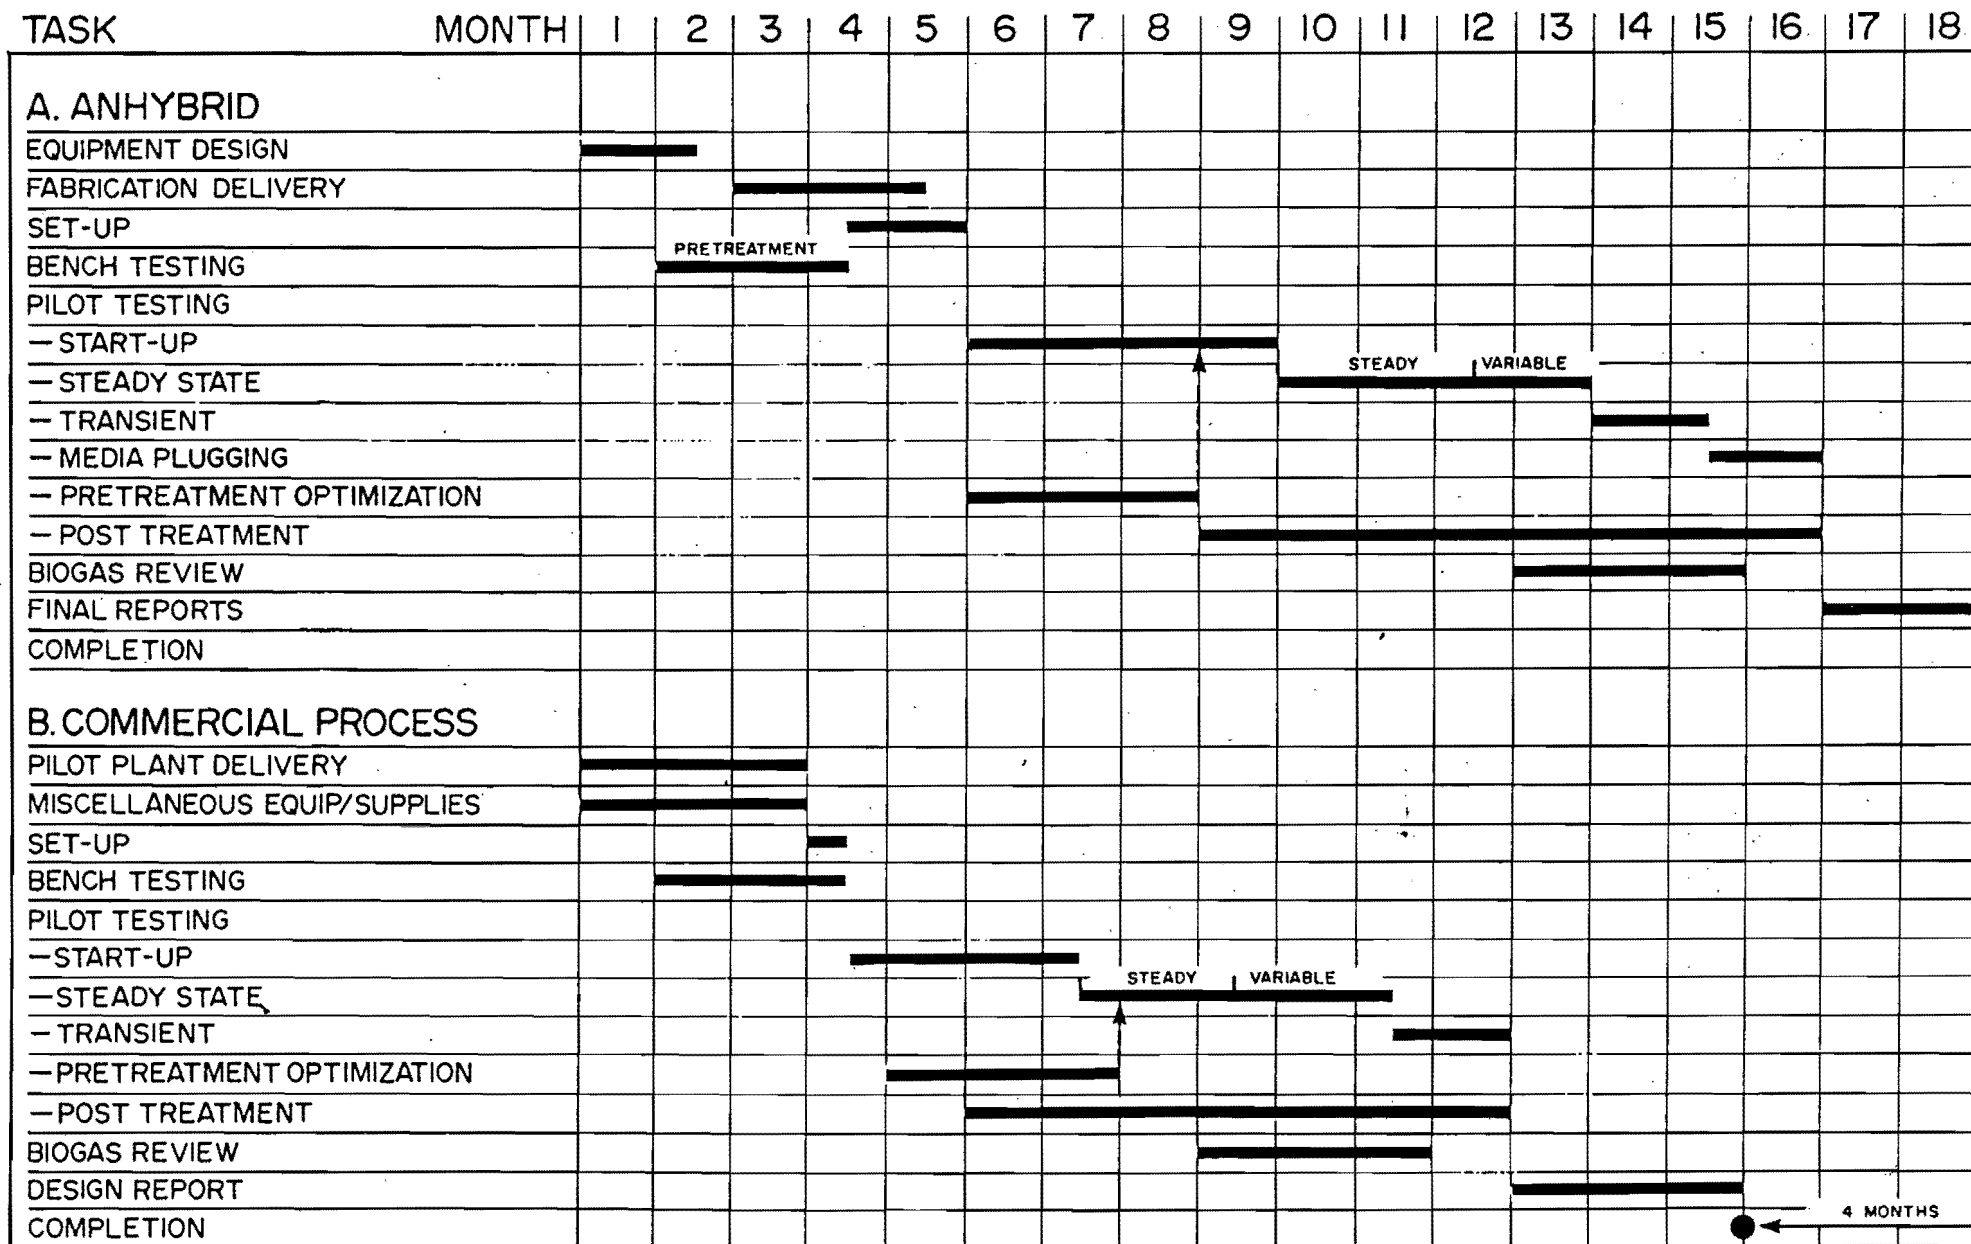 TASK MONTH 1 2 3 4 5 6 7 8 9 10 11 12 13 14 15 16 17 18
A. ANHYBRID
EQUIPMENT DESIGN
FABRICATION DELIVERY
SET-UP
PRETREATMENT
BENCH TESTING
PILOT TESTING
— START-UP
STEADY VARIABLE
— STEADY STATE
— TRANSIENT
— MEDIA PLUGGING
— PRETREATMENT OPTIMIZATION
— POST TREATMENT
BIOGAS REVIEW
FINAL REPORTS
COMPLETION
B. COMMERCIAL PROCESS
PILOT PLANT DELIVERY
MISCELLANEOUS EQUIP/SUPPLIES
SET-UP
BENCH TESTING
PILOT TESTING
—START-UP
STEADY VARIABLE
—STEADY STATE
— TRANSIENT
—PRETREATMENT OPTIMIZATION
—POST TREATMENT
BIOGAS REVIEW
DESIGN REPORT
4 MONTHS
COMPLETION